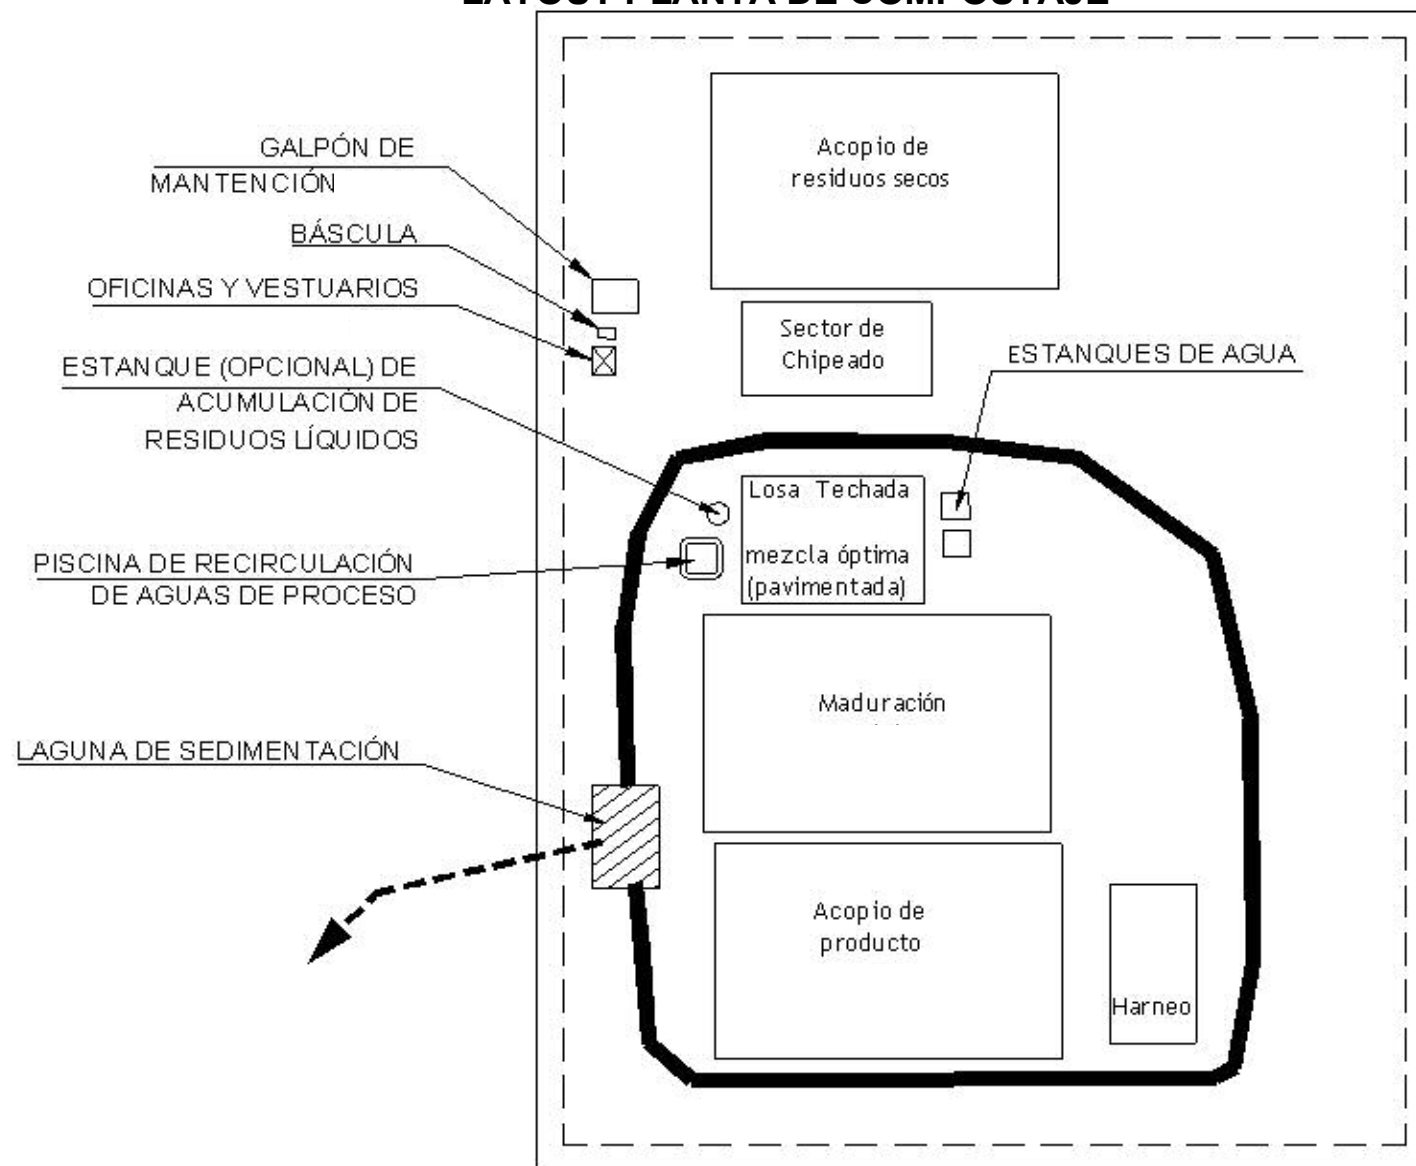 LAYOUT PLANTA DE COMPOSTAJE
Acopio de
residuos secos
GALPÓN DE
MANTENCIÓN
BÁSCULA
OFICINAS Y VESTUARIOS
Sector de
Chipeado
ESTANQUES DE AGUA
ESTANQUE (OPCIONAL) DE
ACUMULACIÓN DE
RESIDUOS LÍQUIDOS
Losa Techada
mezcla óptima
(pavimentada)
PISCINA DE RECIRCULACIÓN
DE AGUAS DE PROCESO
Maduración
LAGUNA DE SEDIMENTACIÓN
Acopio de
producto
Harneo